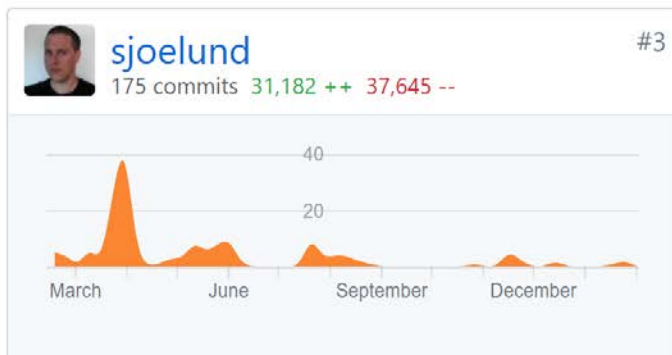 sjoelund #3
175 commits 31,182 ++ 37,645 --
40
20
March June September December